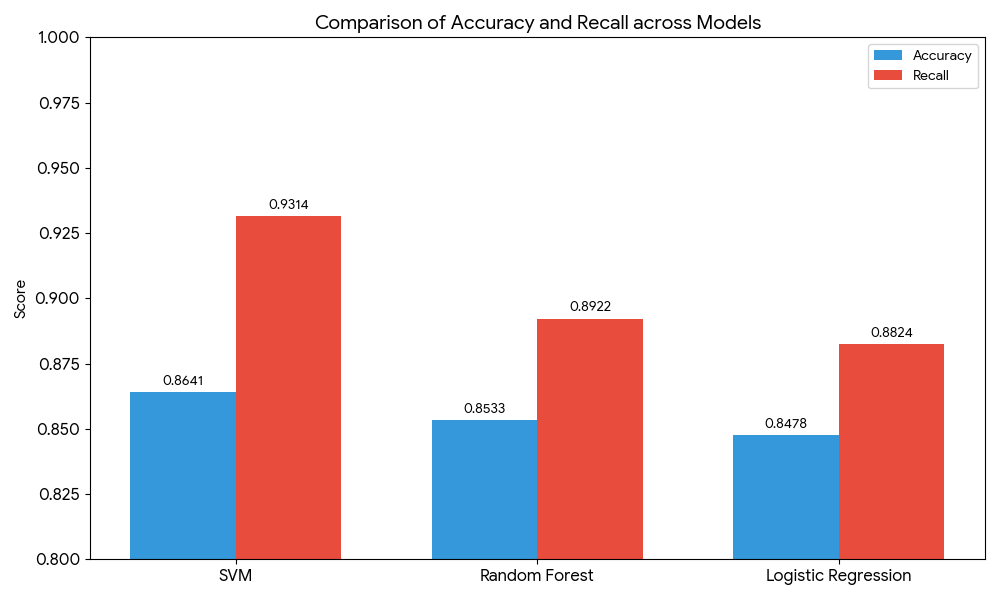 Comparison of Accuracy and Recall across Models
1.000
0.975
0.950
0.925
0.900
0.875
0.850
0.825
0.800
Score
Accuracy
Recall
0.8641
0.9314
0.8533
0.8922
0.8478
0.8824
SVM
Random Forest
Logistic Regression